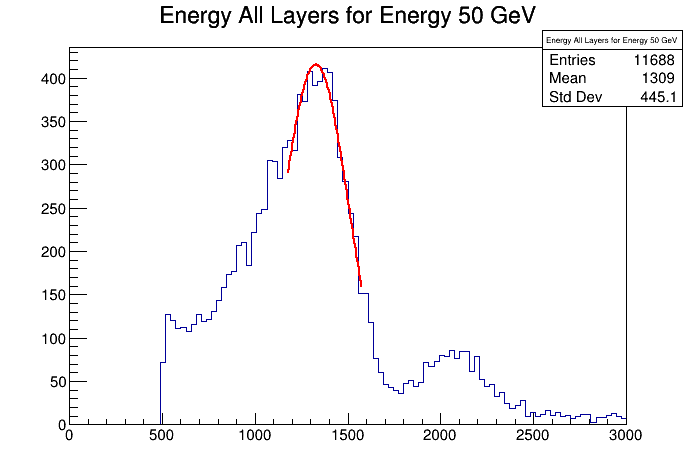 Energy All Layers for Energy 50 GeV
Energy All Layers for Energy 50 GeV
Entries 11688
Mean 1309
Std Dev 445.1
400
350
300
250
200
150
100
50
0
0 500 1000 1500 2000 2500 3000